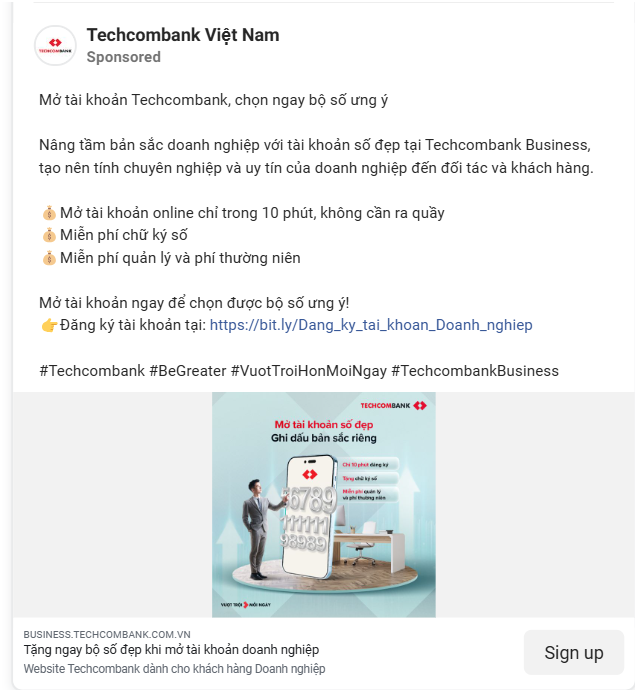 Techcombank Việt Nam
Sponsored
TECHCOMBANK
Mở tài khoản Techcombank, chọn ngay bộ số ưng ý
Nâng tầm bản sắc doanh nghiệp với tài khoản số đẹp tại Techcombank Business,
tạo nên tính chuyên nghiệp và uy tín của doanh nghiệp đến đối tác và khách hàng.
💰Mở tài khoản online chỉ trong 10 phút, không cần ra quầy
💰Miễn phí chữ ký số
💰Miễn phí quản lý và phí thường niên
Mở tài khoản ngay để chọn được bộ số ưng ý!
👉Đăng ký tài khoản tại: https://bit.ly/Dang_ky_tai_khoan_Doanh_nghiep
#Techcombank #BeGreater #VuotTroiHonMoiNgay #TechcombankBusiness
TECHCOMBANK
Mở tài khoản số đẹp
Ghi dấu bản sắc riêng
Chỉ 10 phút đăng ký
Tặng chữ ký số
Miễn phí quản lý
và phí thường niên
6789
111111
98989
VƯỢT TRỘI MỖI NGÀY
BUSINESS.TECHCOMBANK.COM.VN
Tặng ngay bộ số đẹp khi mở tài khoản doanh nghiệp
Website Techcombank dành cho khách hàng Doanh nghiệp
Sign up